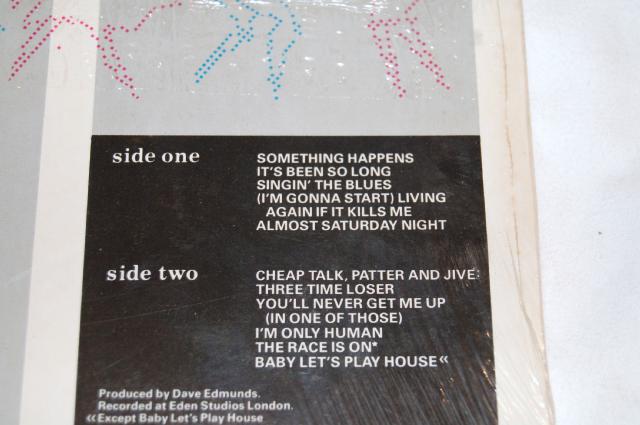 side one
SOMETHING HAPPENS
IT'S BEEN SO LONG
SINGIN' THE BLUES
(I'M GONNA START) LIVING
AGAIN IF IT KILLS ME
ALMOST SATURDAY NIGHT
side two
CHEAP TALK, PATTER AND JIVE:
THREE TIME LOSER
YOU'LL NEVER GET ME UP
(IN ONE OF THOSE)
I'M ONLY HUMAN
THE RACE IS ON*
BABY LET'S PLAY HOUSE«
Produced by Dave Edmunds.
Recorded at Eden Studios London.
«Except Baby Let's Play House